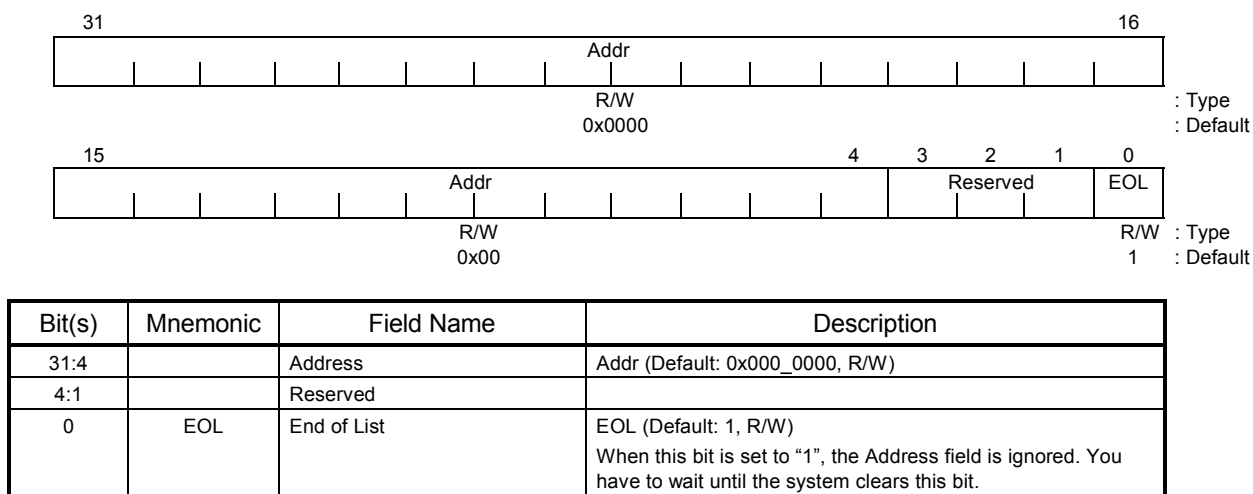 31 16
Addr
R/W : Type
0x0000 : Default
15 4 3 2 1 0
Addr Reserved EOL
R/W R/W : Type
0x00 1 : Default
Bit(s) Mnemonic Field Name Description
31:4 Address Addr (Default: 0x000_0000, R/W)
4:1 Reserved
0 EOL End of List EOL (Default: 1, R/W)
When this bit is set to “1”, the Address field is ignored. You
have to wait until the system clears this bit.